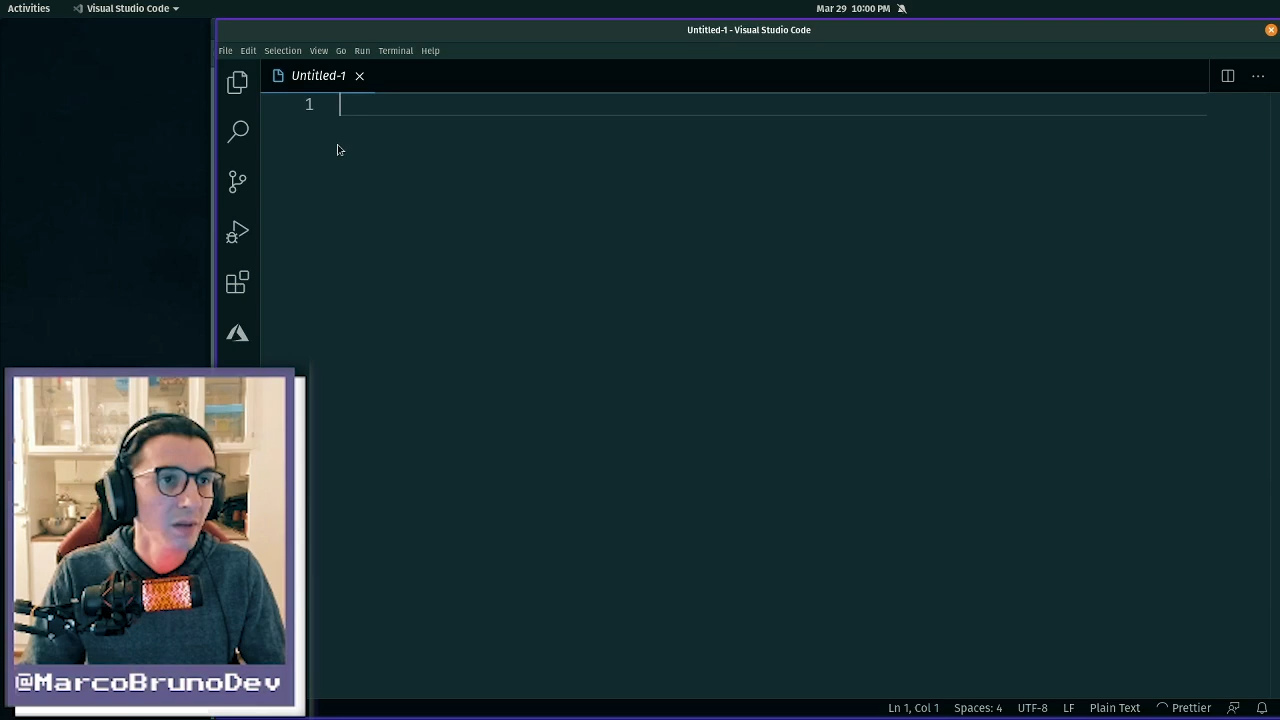 Activities
Visual Studio Code
Mar 29 10:00 PM
Untitled-1 - Visual Studio Code
File Edit Selection View Go Run Terminal Help
Untitled-1
1
@MarcoBrunoDev
Ln 1, Col 1 Spaces: 4 UTF-8 LF Plain Text Prettier